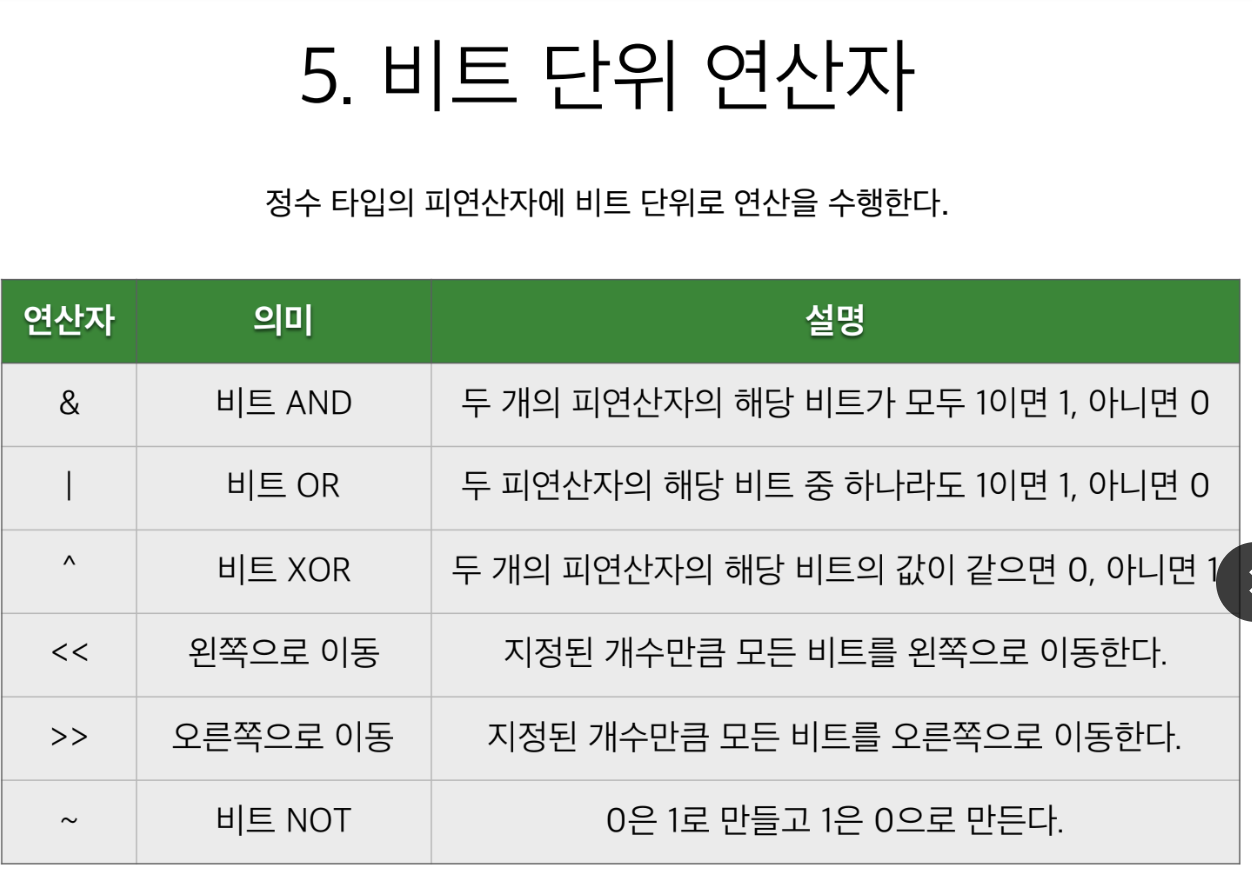 5. 비트 단위 연산자
정수 타입의 피연산자에 비트 단위로 연산을 수행한다.
연산자 의미 설명
& 비트 AND 두 개의 피연산자의 해당 비트가 모두 1이면 1, 아니면 0
| 비트 OR 두 피연산자의 해당 비트 중 하나라도 1이면 1, 아니면 0
^ 비트 XOR 두 개의 피연산자의 해당 비트의 값이 같으면 0, 아니면 1
<< 왼쪽으로 이동 지정된 개수만큼 모든 비트를 왼쪽으로 이동한다.
>> 오른쪽으로 이동 지정된 개수만큼 모든 비트를 오른쪽으로 이동한다.
~ 비트 NOT 0은 1로 만들고 1은 0으로 만든다.